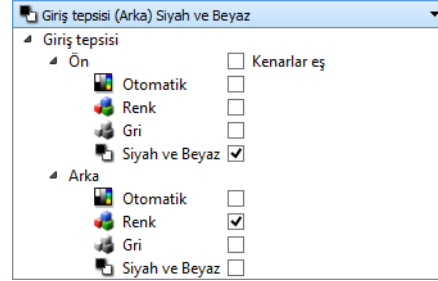 Giriş tepsisi (Arka) Siyah ve Beyaz
Giriş tepsisi
Ön Kenarlar eş
Otomatik
Renk
Gri
Siyah ve Beyaz
Arka
Otomatik
Renk
Gri
Siyah ve Beyaz